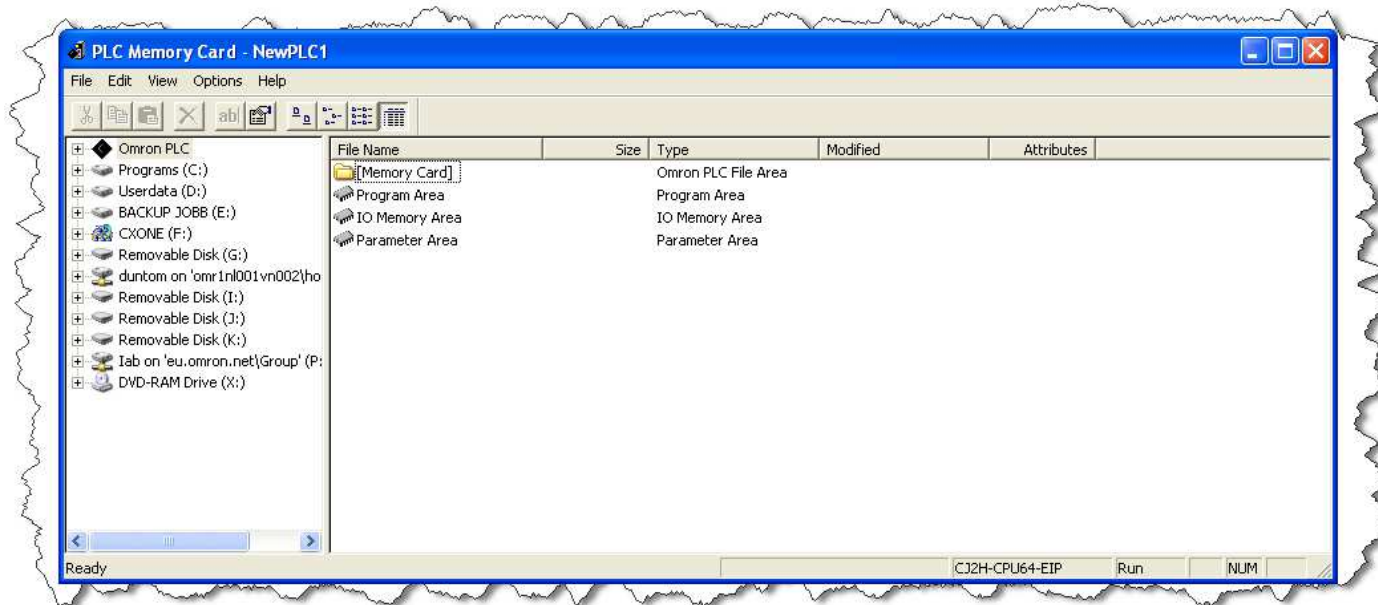 PLC Memory Card - NewPLC1
File Edit View Options Help
ab
Omron PLC
Programs (C:)
Userdata (D:)
BACKUP JOBB (E:)
CXONE (F:)
Removable Disk (G:)
duntom on 'omr1nl001vn002\ho
Removable Disk (I:)
Removable Disk (J:)
Removable Disk (K:)
Iab on 'eu.omron.net\Group' (P:
DVD-RAM Drive (X:)
File Name Size Type Modified Attributes
[Memory Card] Omron PLC File Area
Program Area Program Area
IO Memory Area IO Memory Area
Parameter Area Parameter Area
Ready CJ2H-CPU64-EIP Run NUM